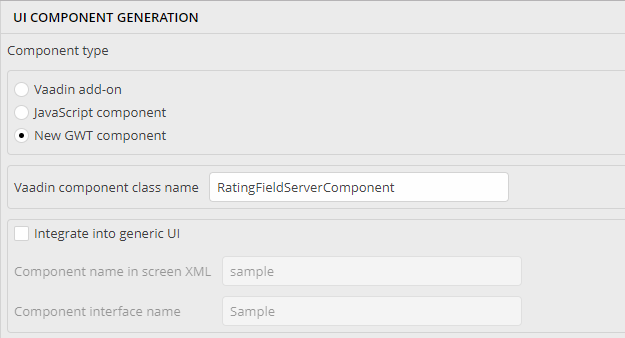 UI COMPONENT GENERATION
Component type
Vaadin add-on
JavaScript component
New GWT component
Vaadin component class name RatingFieldServerComponent
Integrate into generic UI
Component name in screen XML sample
Component interface name Sample